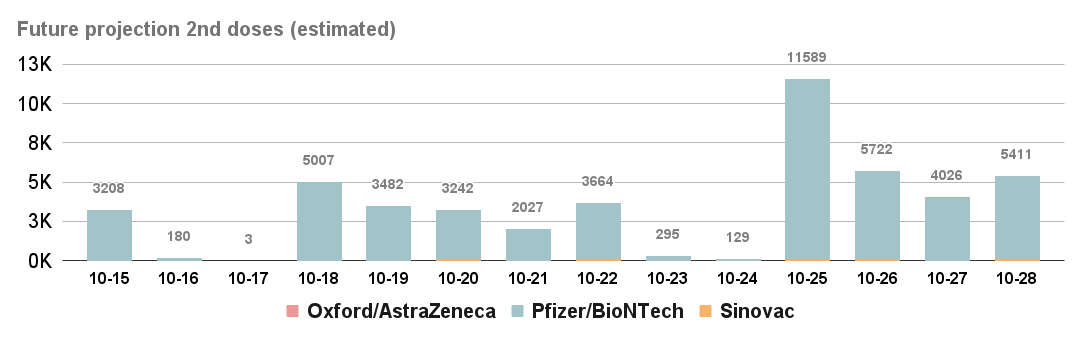 Future projection 2nd doses (estimated)
13K
10K
8K
5K
3K
0K
3208
180
3
5007
3482
3242
2027
3664
295
129
11589
5722
4026
5411
10-15 10-16 10-17 10-18 10-19 10-20 10-21 10-22 10-23 10-24 10-25 10-26 10-27 10-28
Oxford/AstraZeneca Pfizer/BioNTech Sinovac